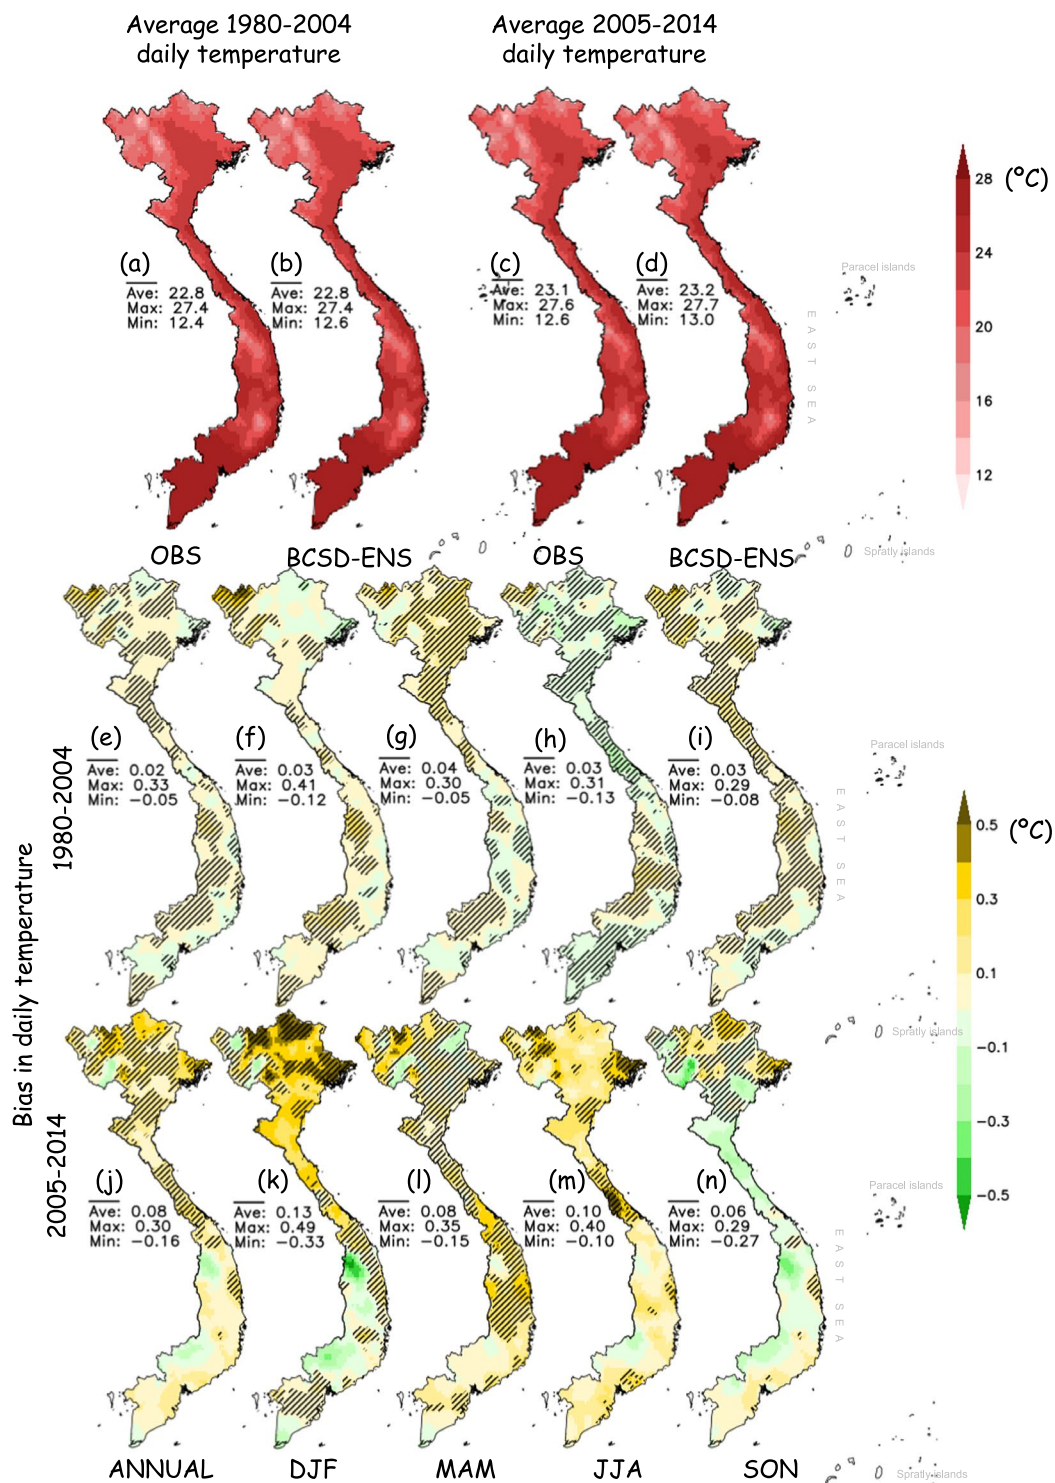 Average 1980-2004
daily temperature
Average 2005-2014
daily temperature
28
(°C)
24
20
16
12
(a)
Ave: 22.8
Max: 27.4
Min: 12.4
(b)
Ave: 22.8
Max: 27.4
Min: 12.6
(c)
Ave: 23.1
Max: 27.6
Min: 12.6
(d)
Ave: 23.2
Max: 27.7
Min: 13.0
Paracel islands
EAST SEA
Spratly islands
OBS
BCSD-ENS
OBS
BCSD-ENS
Bias in daily temperature
1980-2004
(e)
Ave: 0.02
Max: 0.33
Min: -0.05
(f)
Ave: 0.03
Max: 0.41
Min: -0.12
(g)
Ave: 0.04
Max: 0.30
Min: -0.05
(h)
Ave: 0.03
Max: 0.31
Min: -0.13
(i)
Ave: 0.03
Max: 0.29
Min: -0.08
Paracel islands
EAST SEA
Spratly islands
0.5
(°C)
0.3
0.1
-0.1
-0.3
-0.5
2005-2014
(j)
Ave: 0.08
Max: 0.30
Min: -0.16
(k)
Ave: 0.13
Max: 0.49
Min: -0.33
(l)
Ave: 0.08
Max: 0.35
Min: -0.15
(m)
Ave: 0.10
Max: 0.40
Min: -0.10
(n)
Ave: 0.06
Max: 0.29
Min: -0.27
Paracel islands
EAST SEA
Spratly islands
ANNUAL
DJF
MAM
JJA
SON